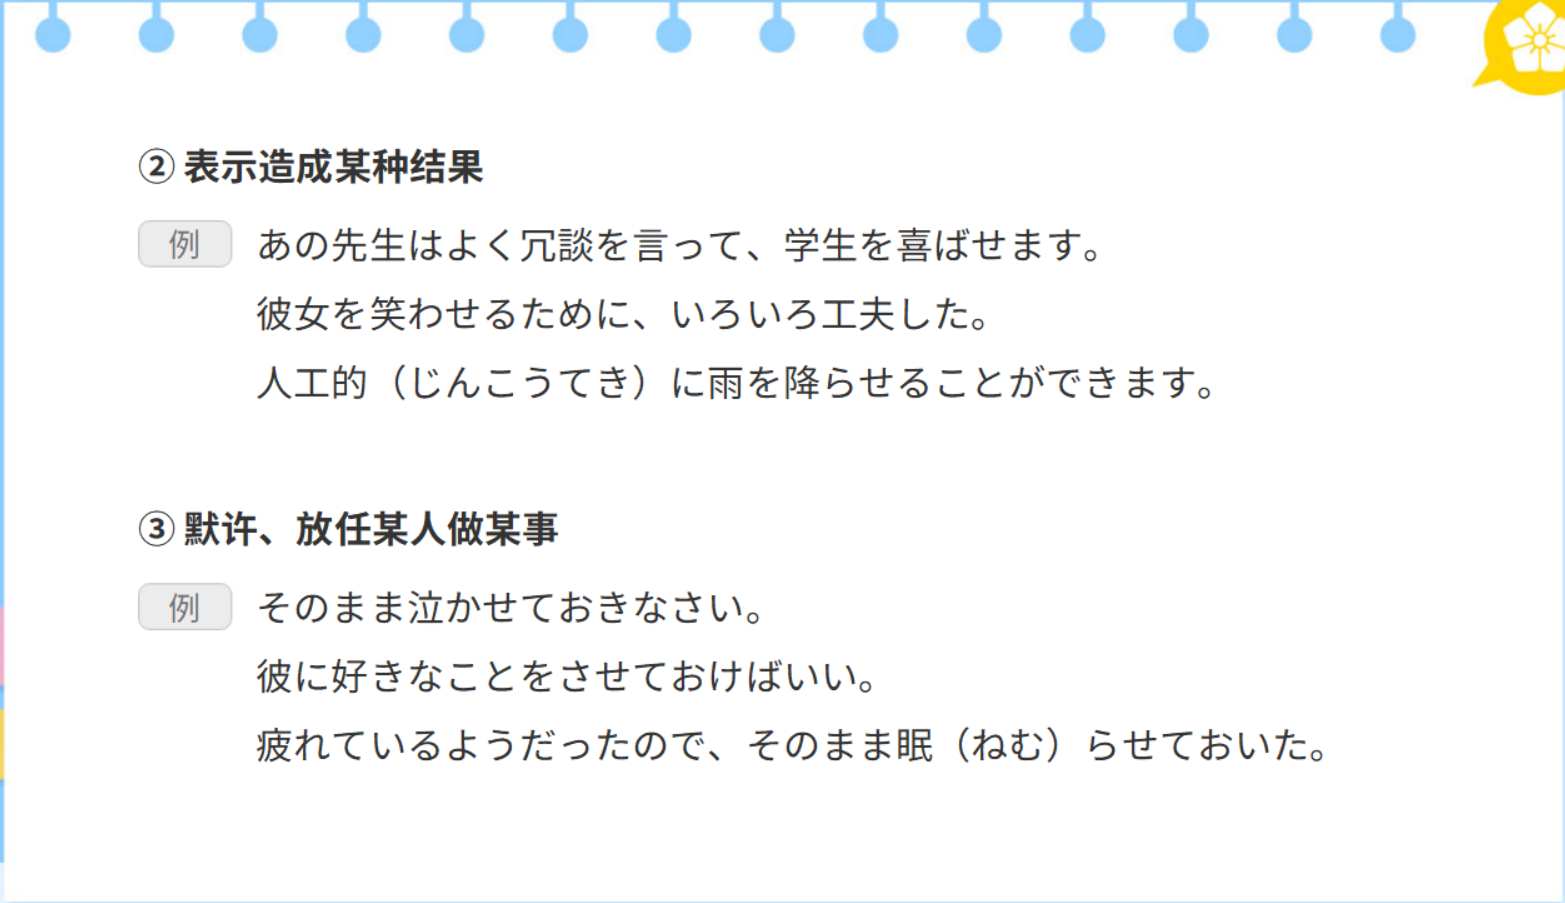 ② 表示造成某种结果
例 あの先生はよく冗談を言って、学生を喜ばせます。
彼女を笑わせるために、いろいろ工夫した。
人工的（じんこうてき）に雨を降らせることができます。
③ 默许、放任某人做某事
例 そのまま泣かせておきなさい。
彼に好きなことをさせておけばいい。
疲れているようだったので、そのまま眠（ねむ）らせておいた。